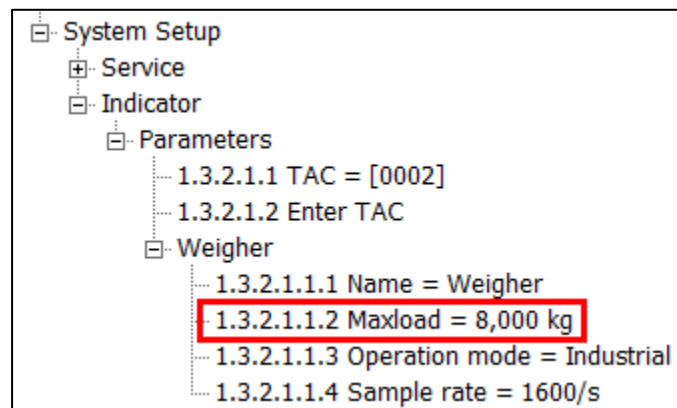 System Setup
Service
Indicator
Parameters
1.3.2.1.1 TAC = [0002]
1.3.2.1.2 Enter TAC
Weigher
1.3.2.1.1.1 Name = Weigher
1.3.2.1.1.2 Maxload = 8,000 kg
1.3.2.1.1.3 Operation mode = Industrial
1.3.2.1.1.4 Sample rate = 1600/s